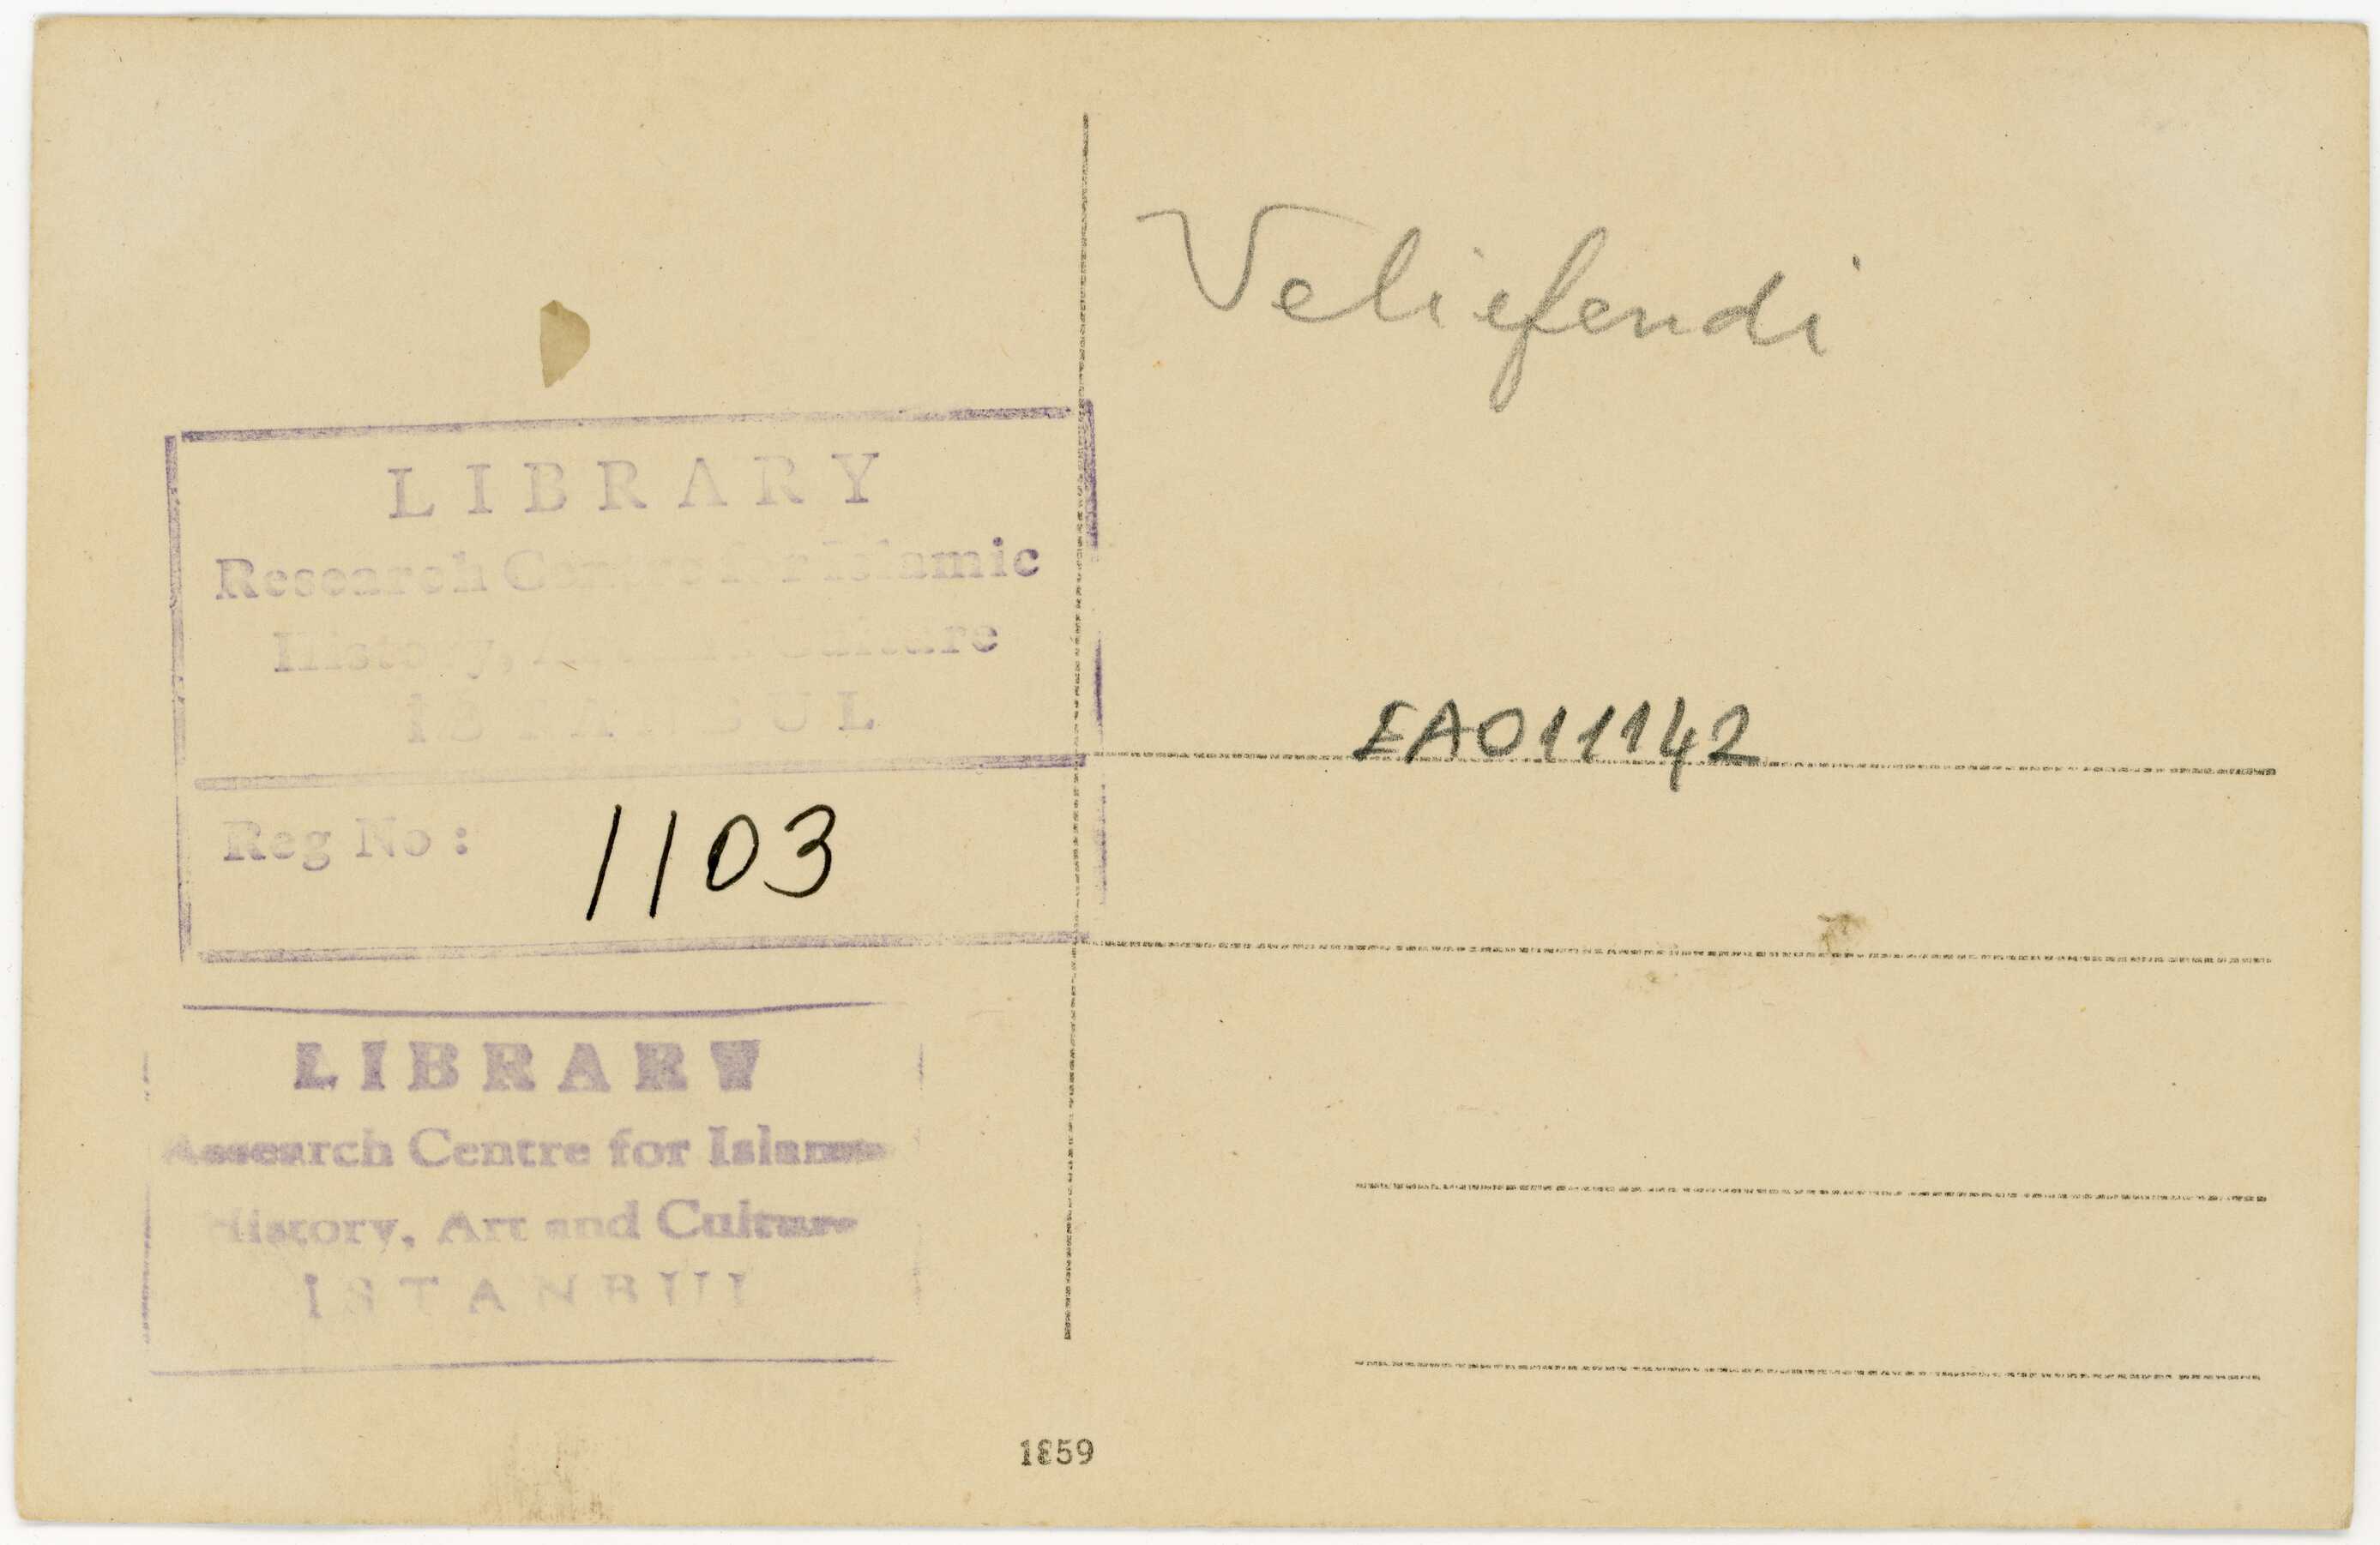 LIBRARY
Research Centre for Islamic
History, Art and Culture
ISTANBUL
Reg No : 1103
LIBRARY
Research Centre for Islamic
History, Art and Culture
ISTANBUL
Veliefendi
EA011142
1859